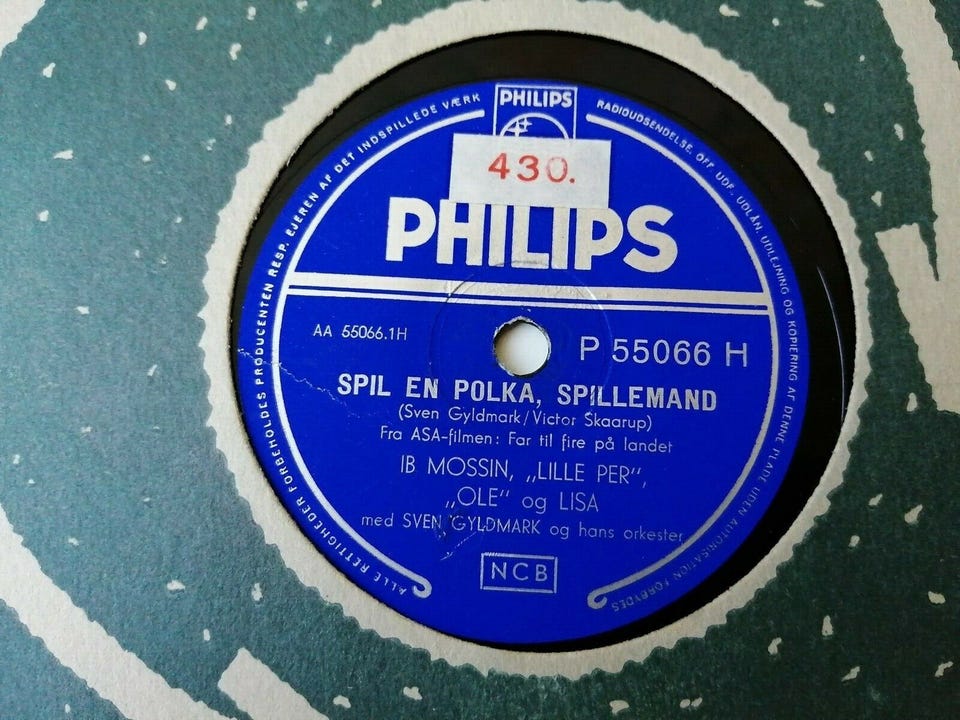 PHILIPS
430.
PHILIPS
AA 55066.1H
P 55066 H
SPIL EN POLKA, SPILLEMAND
(Sven Gyldmark/Victor Skaarup)
Fra ASA-filmen: Far til fire på landet
IB MOSSIN, „LILLE PER",
„OLE" og LISA
med SVEN GYLDMARK og hans orkester
NCB
ALLE RETTIGHEDER FORBEHOLDES PRODUCENTEN RESP. EJEREN AF DET INDSPILLEDE VÆRK
RADIOUDSENDELSE, OFF. UDF., UDLÅN, UDLEJNING OG KOPIERING AF DENNE PLADE UDEN AUTORISATION FORBYDES